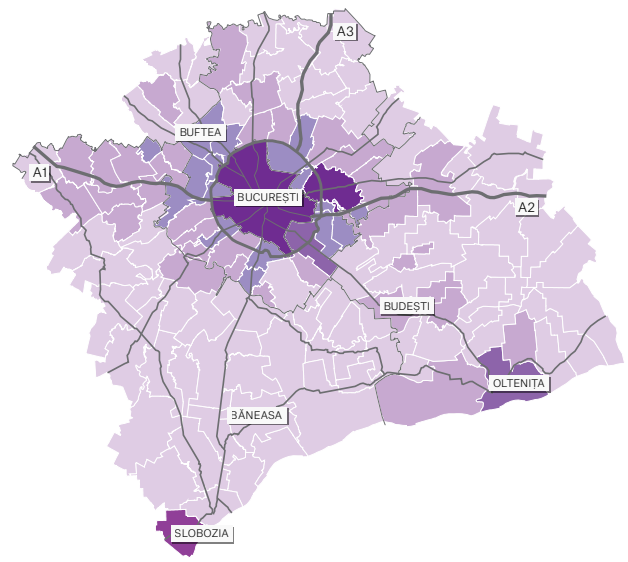 A3
BUFTEA
A1
BUCUREȘTI
A2
BUDEȘTI
OLTENIȚA
BĂNEASA
SLOBOZIA